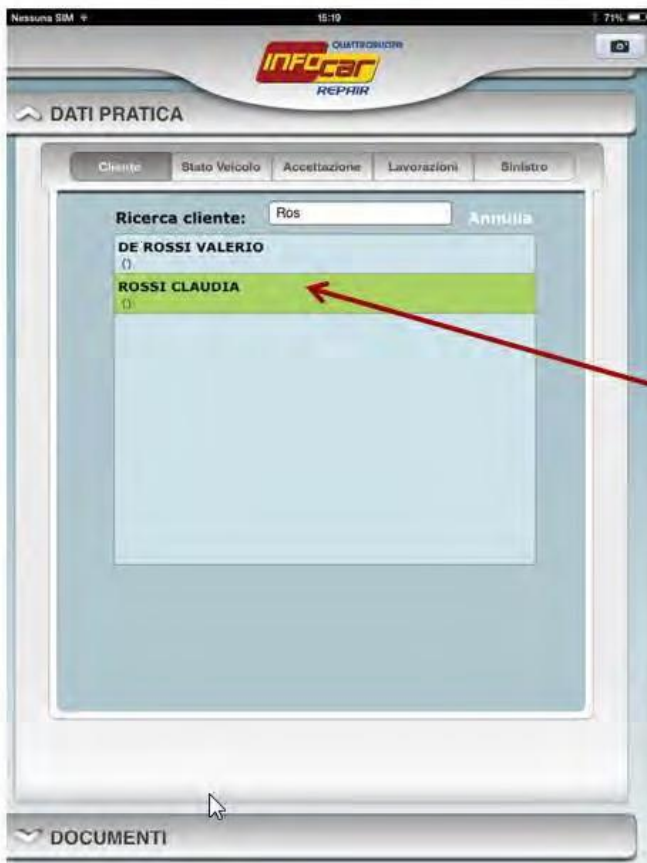 Nessuna SIM 15:19 71%
QUATTRORUOTE
INFOCAR
REPAIR
DATI PRATICA
Cliente Stato Veicolo Accettazione Lavorazioni Sinistro
Ricerca cliente: Ros Annulla
DE ROSSI VALERIO
()
ROSSI CLAUDIA
()
DOCUMENTI